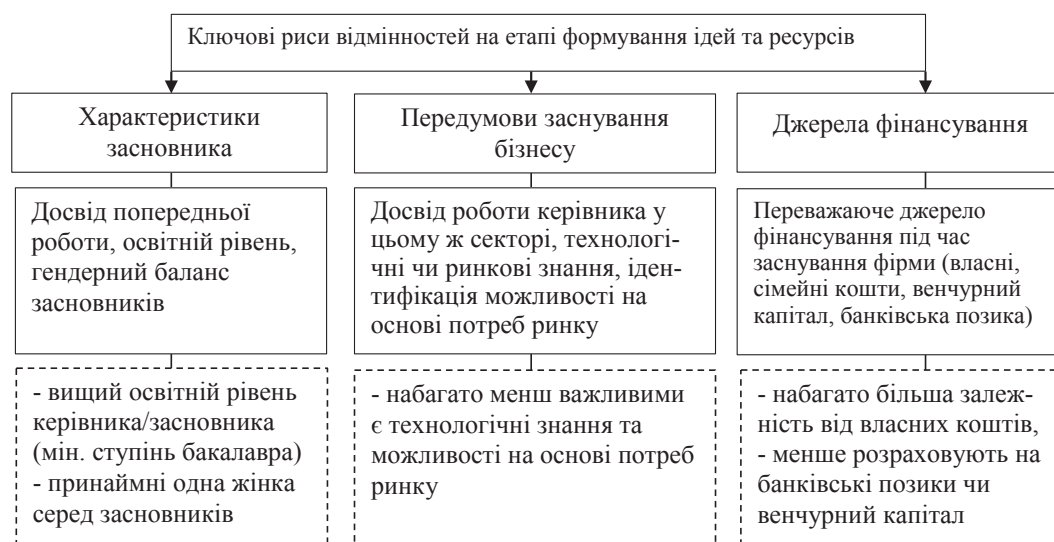 Ключові риси відмінностей на етапі формування ідей та ресурсів
Характеристики
засновника
Досвід попередньої
роботи, освітній рівень,
гендерний баланс
засновників
- вищий освітній рівень
керівника/засновника
(мін. ступінь бакалавра)
- принаймні одна жінка
серед засновників
Передумови заснування
бізнесу
Досвід роботи керівника у
цьому ж секторі, технологі-
чні чи ринкові знання, іден-
тифікація можливості на
основі потреб ринку
- набагато менш важливими
є технологічні знання та
можливості на основі потреб
ринку
Джерела фінансування
Переважаюче джерело
фінансування під час
заснування фірми (власні,
сімейні кошти, венчурний
капітал, банківська позика)
- набагато більша залеж-
ність від власних коштів,
- менше розраховують на
банківські позики чи
венчурний капітал